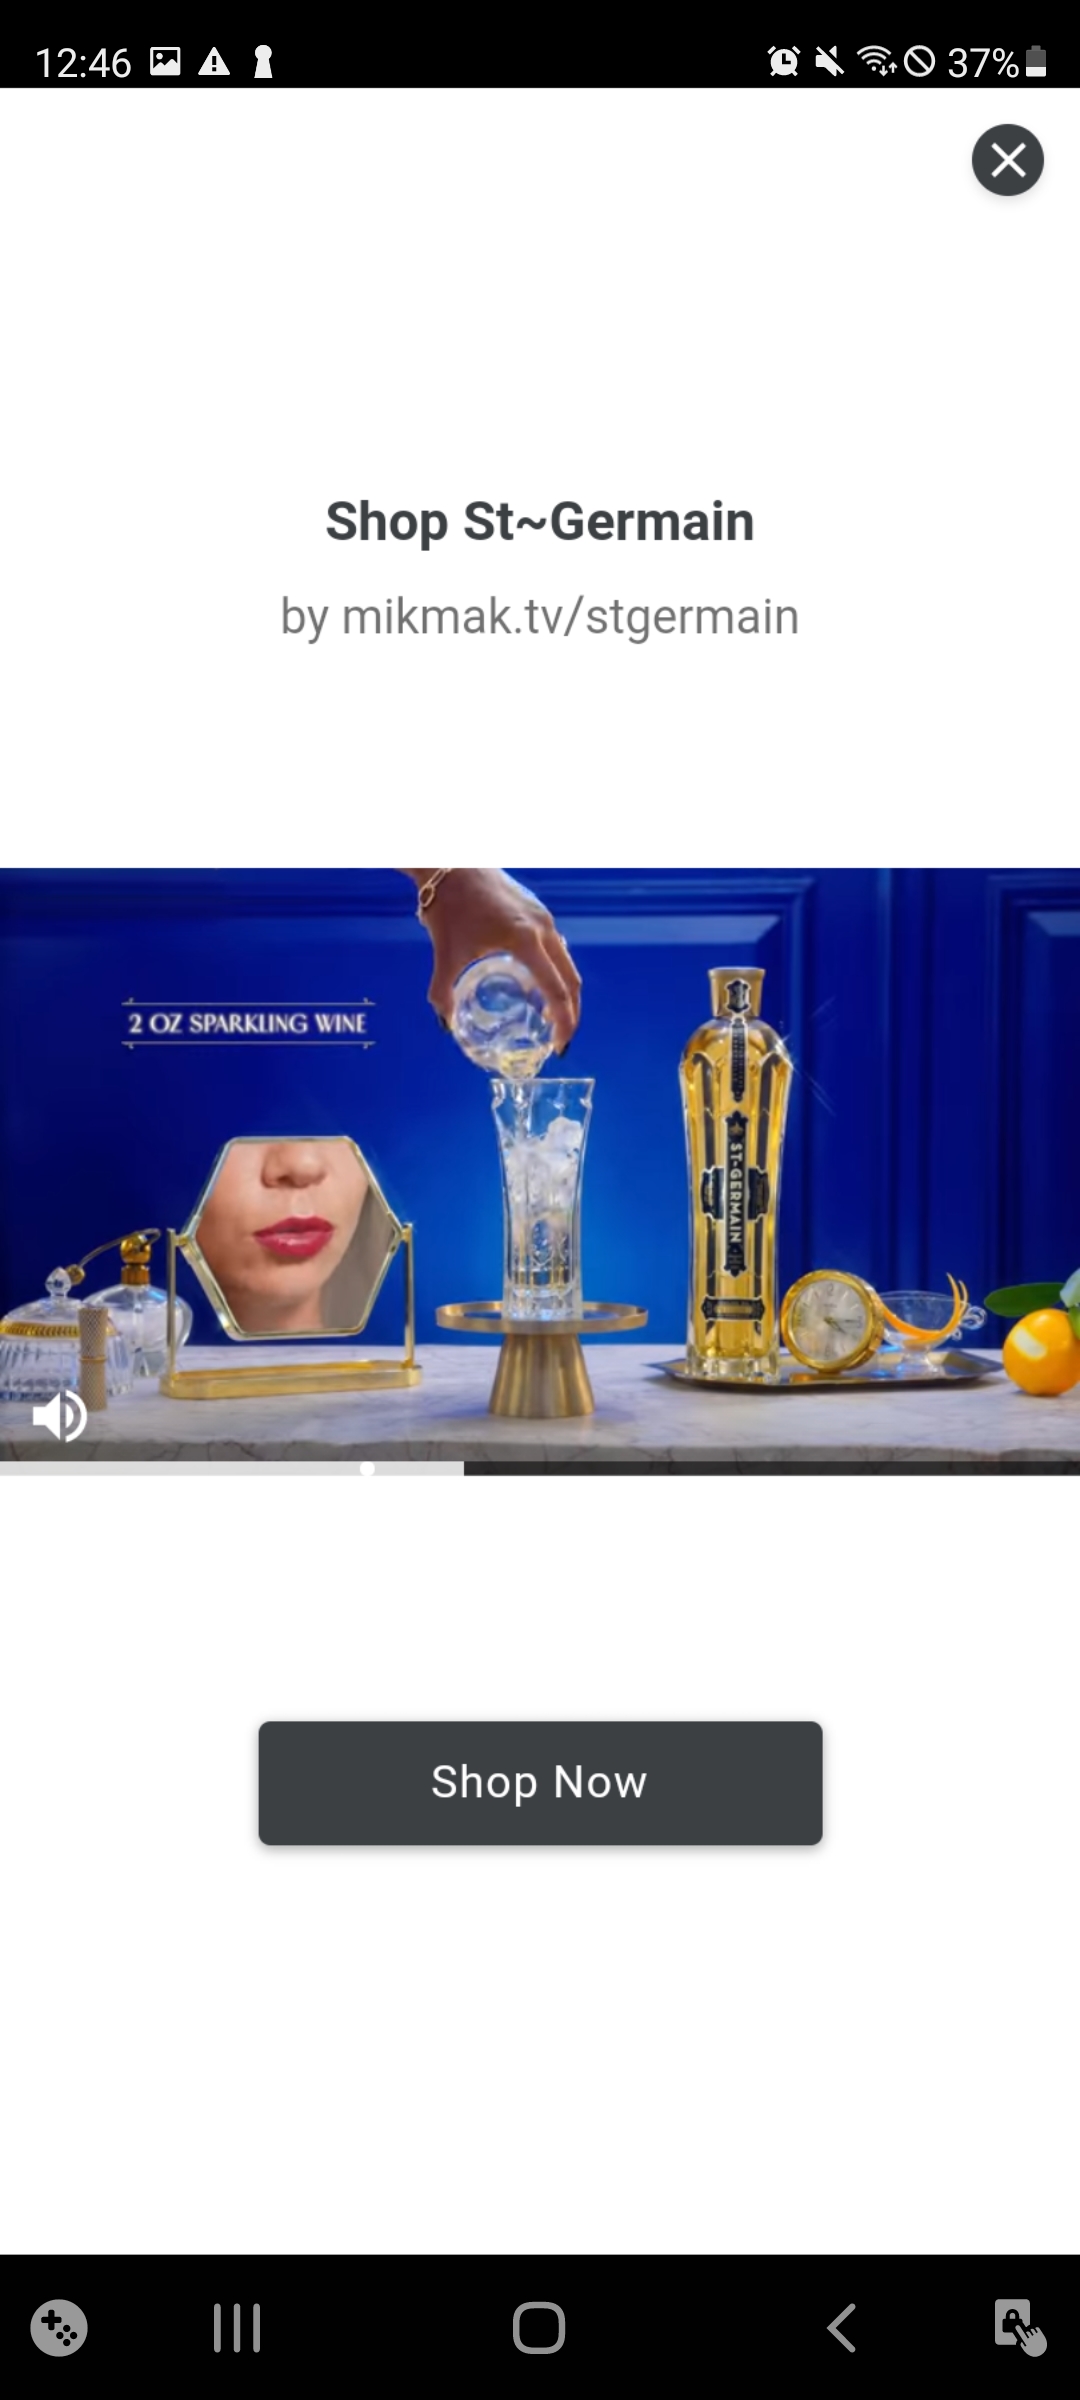 12:46
37%
Shop St~Germain
by mikmak.tv/stgermain
2 OZ SPARKLING WINE
ST-GERMAIN
Shop Now